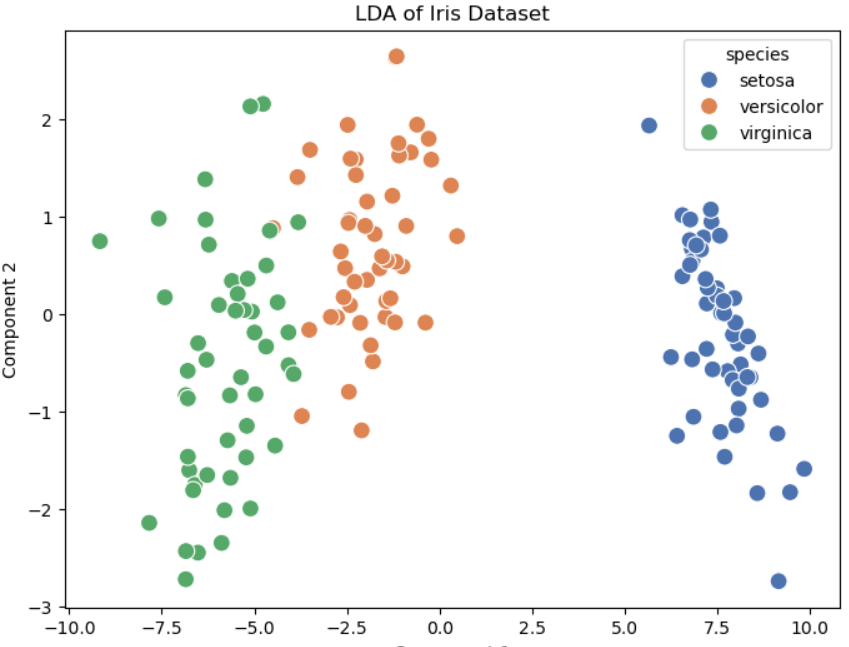 LDA of Iris Dataset
species
setosa
versicolor
virginica
Component 2
2
1
0
−1
−2
−3
−10.0 −7.5 −5.0 −2.5 0.0 2.5 5.0 7.5 10.0